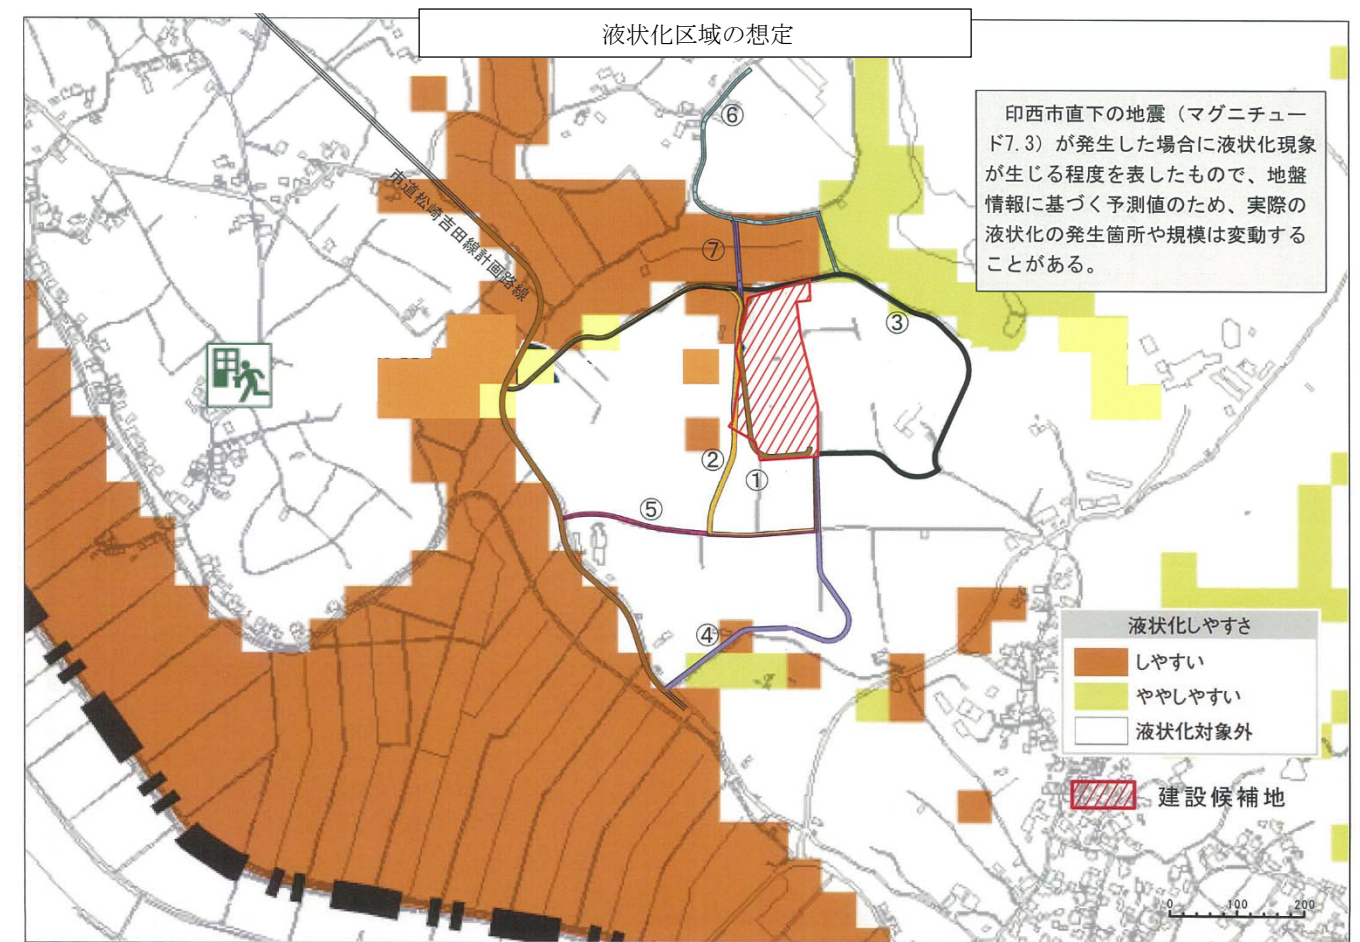 液状化区域の想定
印西市直下の地震（マグニチュー
ド7.3）が発生した場合に液状化現象
が生じる程度を表したもので、地盤
情報に基づく予測値のため、実際の
液状化の発生箇所や規模は変動する
ことがある。
市道松崎吉田線計画路線
⑥
⑦
③
②
①
⑤
④
液状化しやすさ
しやすい
ややしやすい
液状化対象外
建設候補地
0 100 200